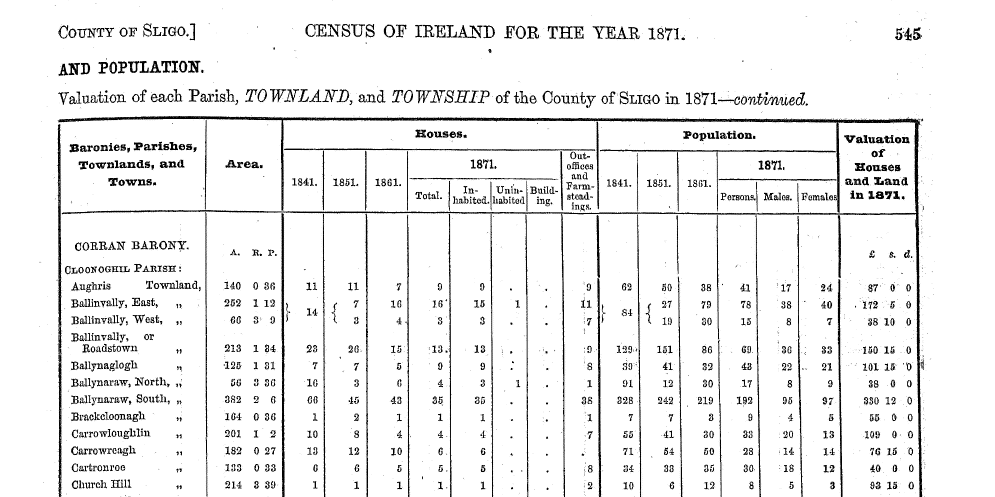 COUNTY OF SLIGO.] CENSUS OF IRELAND FOR THE YEAR 1871. 545
AND POPULATION.
Valuation of each Parish, TOWNLAND, and TOWNSHIP of the County of SLIGO in 1871—continued.
Baronies, Parishes, Townlands, and Towns. Area. Houses. Population. Valuation of Houses and Land in 1871.
1841. 1851. 1861. 1871. Out-offices and Farm-steadings. 1841. 1851. 1861. 1871.
Total. In-habited. Unin-habited Build-ing. Persons. Males. Females
CORRAN BARONY. A. R. P. £ s. d.
CLOONOGHIL PARISH:
Aughris Townland, 140 0 36 11 11 7 9 9 . . 9 62 50 38 41 17 24 87 0 0
Ballinvally, East, „ 252 1 12 } 14 { 7 16 16 15 1 . 11 } 84 { 27 79 78 38 40 172 5 0
Ballinvally, West, „ 66 3 9 3 4 3 3 . . 7 19 30 15 8 7 38 10 0
Ballinvally, or
Roadstown „ 213 1 34 23 26 15 13 13 . . 9 129 151 86 69 36 33 150 15 0
Ballynaglogh „ 125 1 31 7 7 5 9 9 . . 8 39 41 32 43 22 21 101 15 0
Ballynaraw, North, „ 56 3 36 16 3 6 4 3 1 . 1 91 12 30 17 8 9 38 0 0
Ballynaraw, South, „ 382 2 6 66 45 43 35 35 . . 38 328 242 219 192 95 97 330 12 0
Brackcloonagh „ 164 0 36 1 2 1 1 1 . . 1 7 7 3 9 4 5 55 0 0
Carrowloughlin „ 201 1 2 10 8 4 4 4 . . 7 55 41 30 33 20 13 109 0 0
Carrowreagh „ 182 0 27 13 12 10 6 6 . . . 71 54 50 28 14 14 76 15 0
Cartronroe „ 133 0 33 6 6 5 5 5 . . 8 34 33 35 30 18 12 40 0 0
Church Hill „ 214 3 39 1 1 1 1 1 . . 2 10 6 12 8 5 3 93 15 0